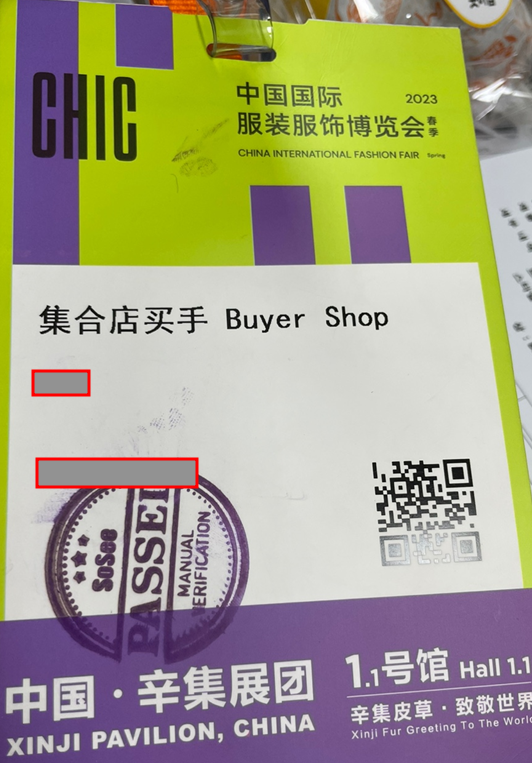 CHIC
中国国际
2023
服装服饰博览会 春季
CHINA INTERNATIONAL FASHION FAIR Spring
集合店买手 Buyer Shop
SoSee
PASSED
MANUAL
VERIFICATION
中国·辛集展团
XINJI PAVILION, CHINA
1.1号馆 Hall 1.1
辛集皮草·致敬世界
Xinji Fur Greeting To The World